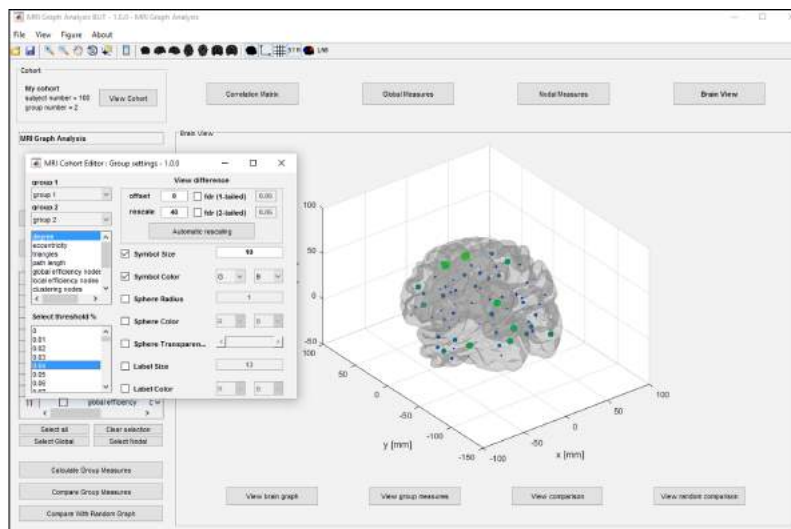 MRI Graph Analysis BUT - 1.0.0 - MRI Graph Analysis
File View Figure About
Cohort
My cohort
subject number = 100
group number = 2
View Cohort
Correlation Matrix
Global Measures
Nodal Measures
Brain View
MRI Graph Analysis
Brain View
MRI Cohort Editor : Group settings - 1.0.0
group 1
group 1
group 2
group 2
degree
eccentricity
triangles
path length
global efficiency nodes
local efficiency nodes
clustering nodes
Select threshold %
0
0.01
0.02
0.03
0.04
0.05
0.06
View difference
offset 0 fdr (1-tailed) 0.05
rescale 40 fdr (2-tailed) 0.05
Automatic rescaling
Symbol Size 10
Symbol Color G B
Sphere Radius 1
Sphere Color R B
Sphere Transparen...
Label Size 13
Label Color
11 global efficiency
Select all
Clear selection
Select Global
Select Nodal
Calculate Group Measures
Compare Group Measures
Compare With Random Graph
100
50
0
-50
100
50
0
-50
-100
-150
y [mm]
-100
-50
0
50
100
x [mm]
View brain graph
View group measures
View comparison
View random comparison